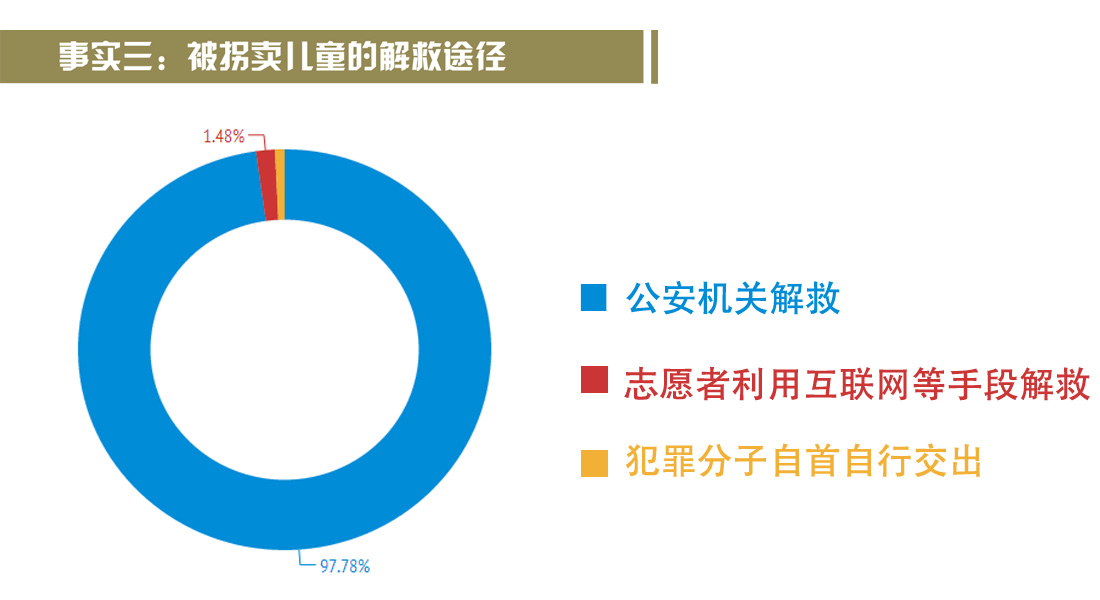 事实三：被拐卖儿童的解救途径
1.48%
公安机关解救
志愿者利用互联网等手段解救
犯罪分子自首自行交出
97.78%